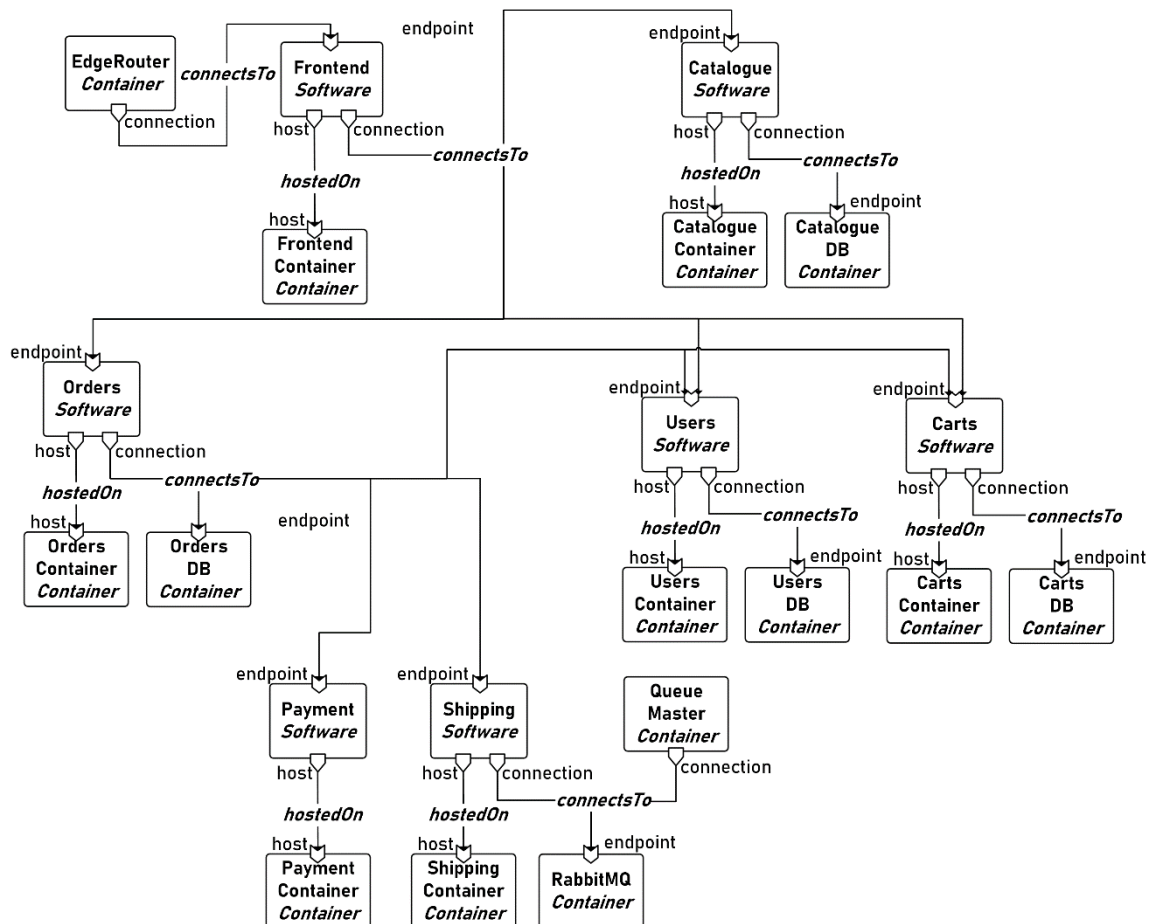 endpoint
endpoint
EdgeRouter
Container
connectsTo
Frontend
Software
Catalogue
Software
connection
host
connection
connectsTo
host
connection
connectsTo
hostedOn
hostedOn
host
host
endpoint
Frontend
Container
Container
Catalogue
Container
Container
Catalogue
DB
Container
endpoint
Orders
Software
endpoint
endpoint
Users
Software
Carts
Software
host
connection
hostedOn
connectsTo
host
connection
host
connection
hostedOn
connectsTo
hostedOn
connectsTo
host
endpoint
Orders
Container
Container
Orders
DB
Container
host
endpoint
host
endpoint
Users
Container
Container
Users
DB
Container
Carts
Container
Container
Carts
DB
Container
endpoint
endpoint
Payment
Software
Shipping
Software
Queue
Master
Container
host
host
connection
connection
hostedOn
hostedOn
connectsTo
host
host
endpoint
Payment
Container
Container
Shipping
Container
Container
RabbitMQ
Container